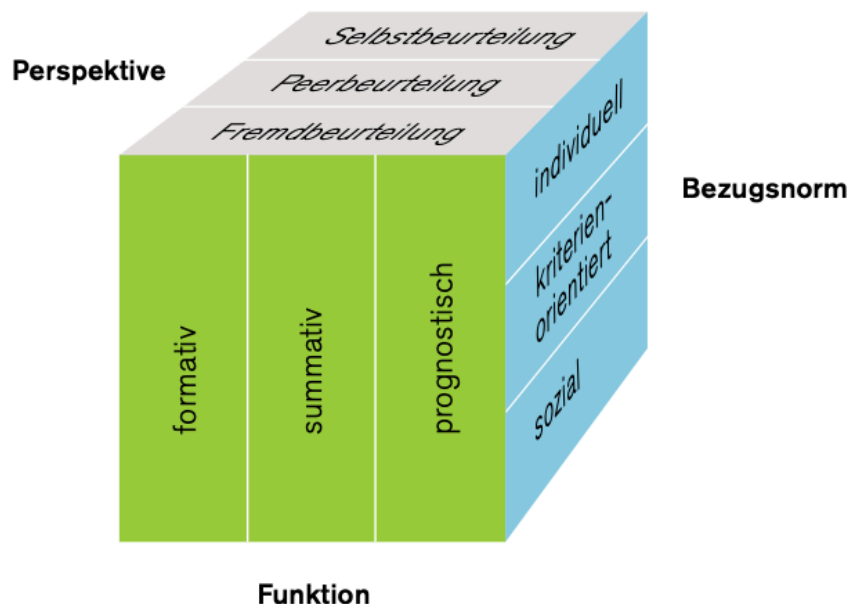 Selbstbeurteilung
Perspektive
Peerbeurteilung
Fremdbeurteilung
individuell
Bezugsnorm
kriterien-
orientiert
sozial
formativ
summativ
prognostisch
Funktion